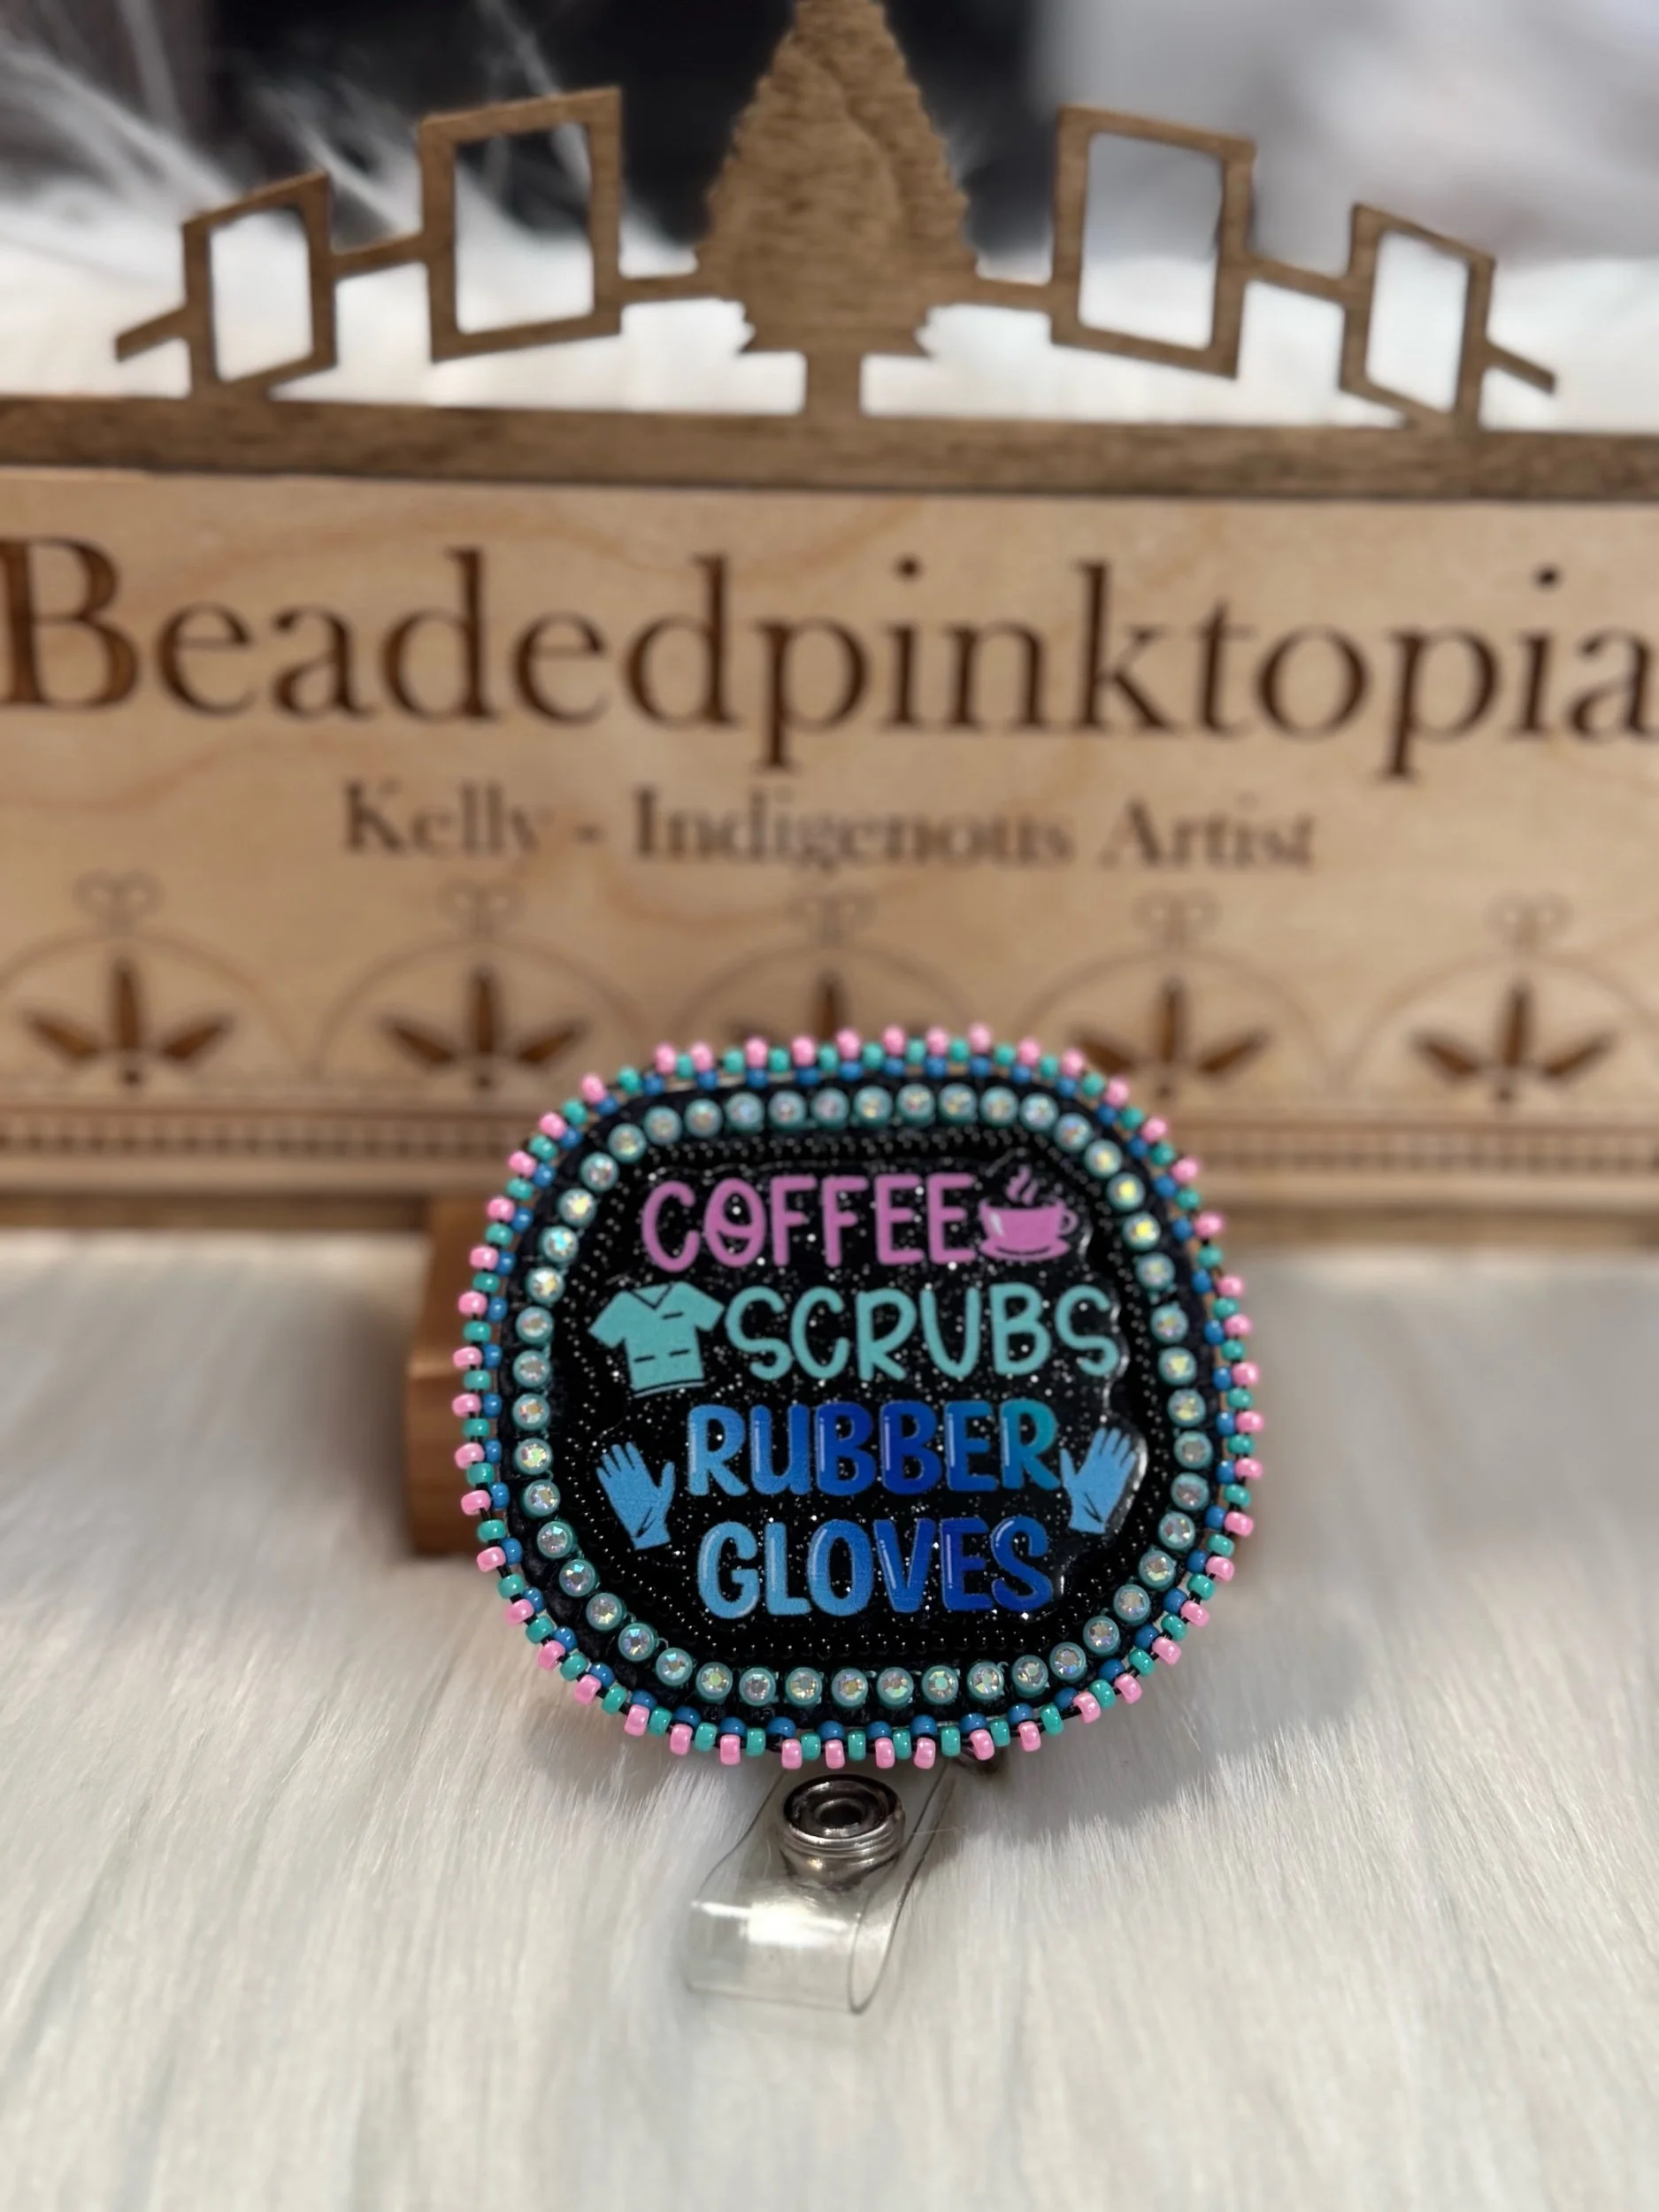 Beadedpinktopia
Kelly - Indigenous Artist
COFFEE
SCRUBS
RUBBER
GLOVES